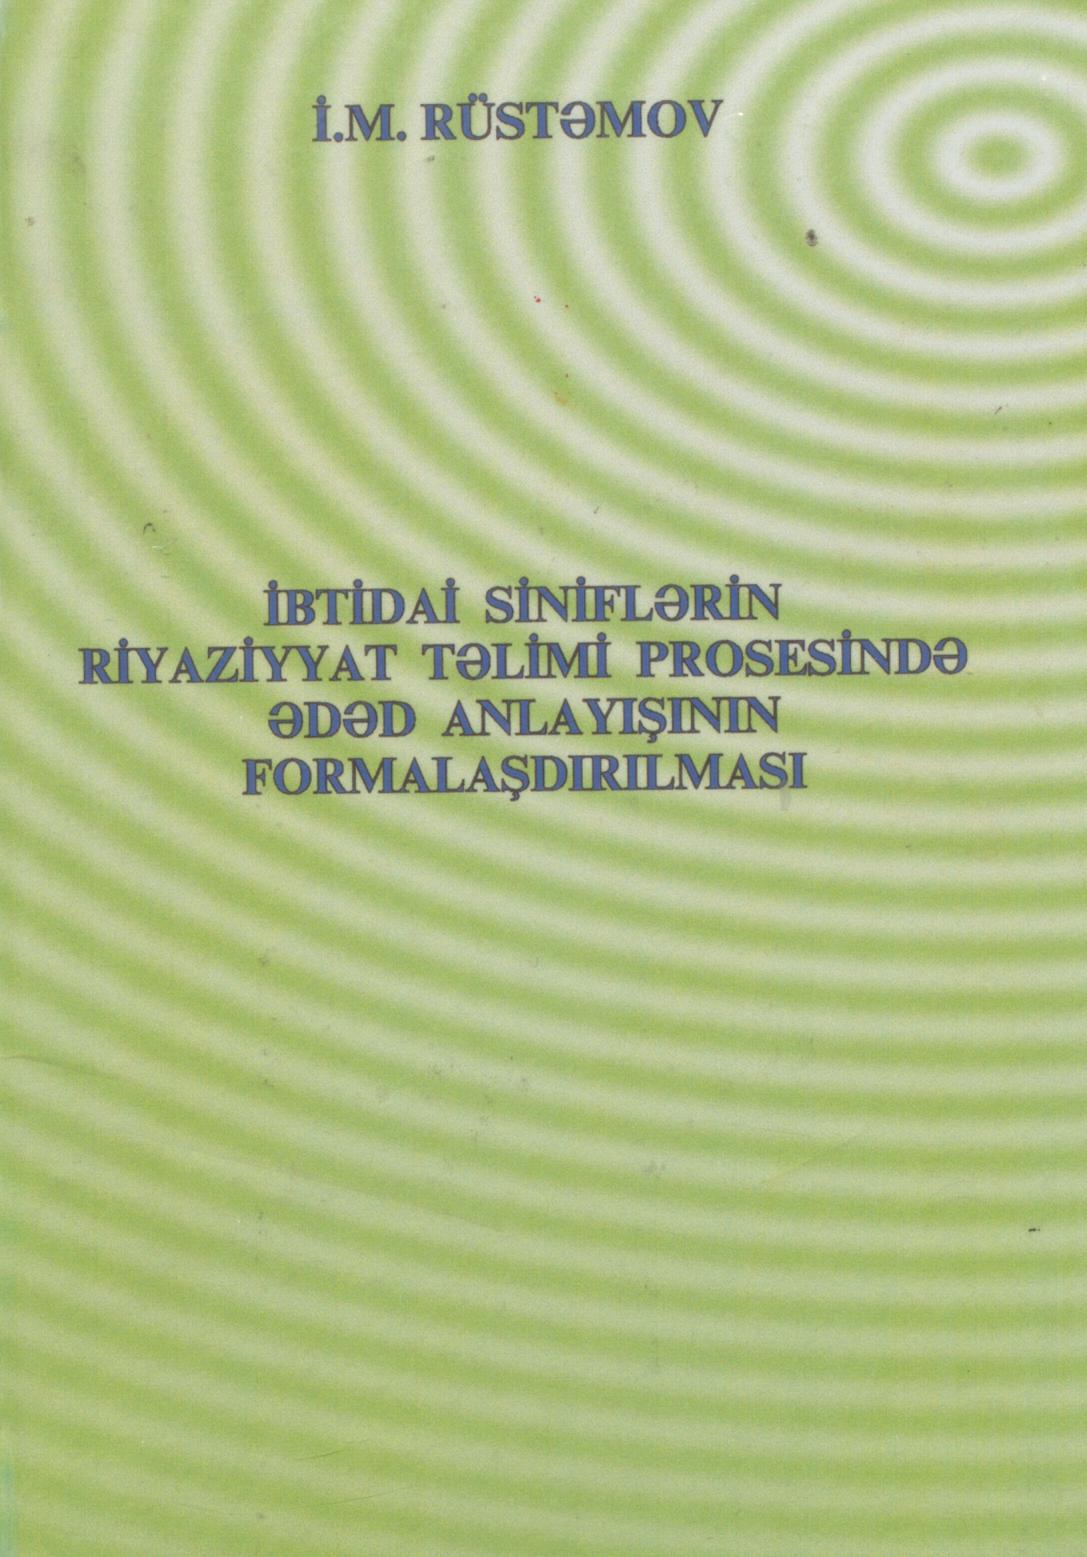 İ.M. RÜSTƏMOV
İBTİDAİ SİNİFLƏRİN
RİYAZİYYAT TƏLİMİ PROSESİNDƏ
ƏDƏD ANLAYIŞININ
FORMALAŞDIRILMASI